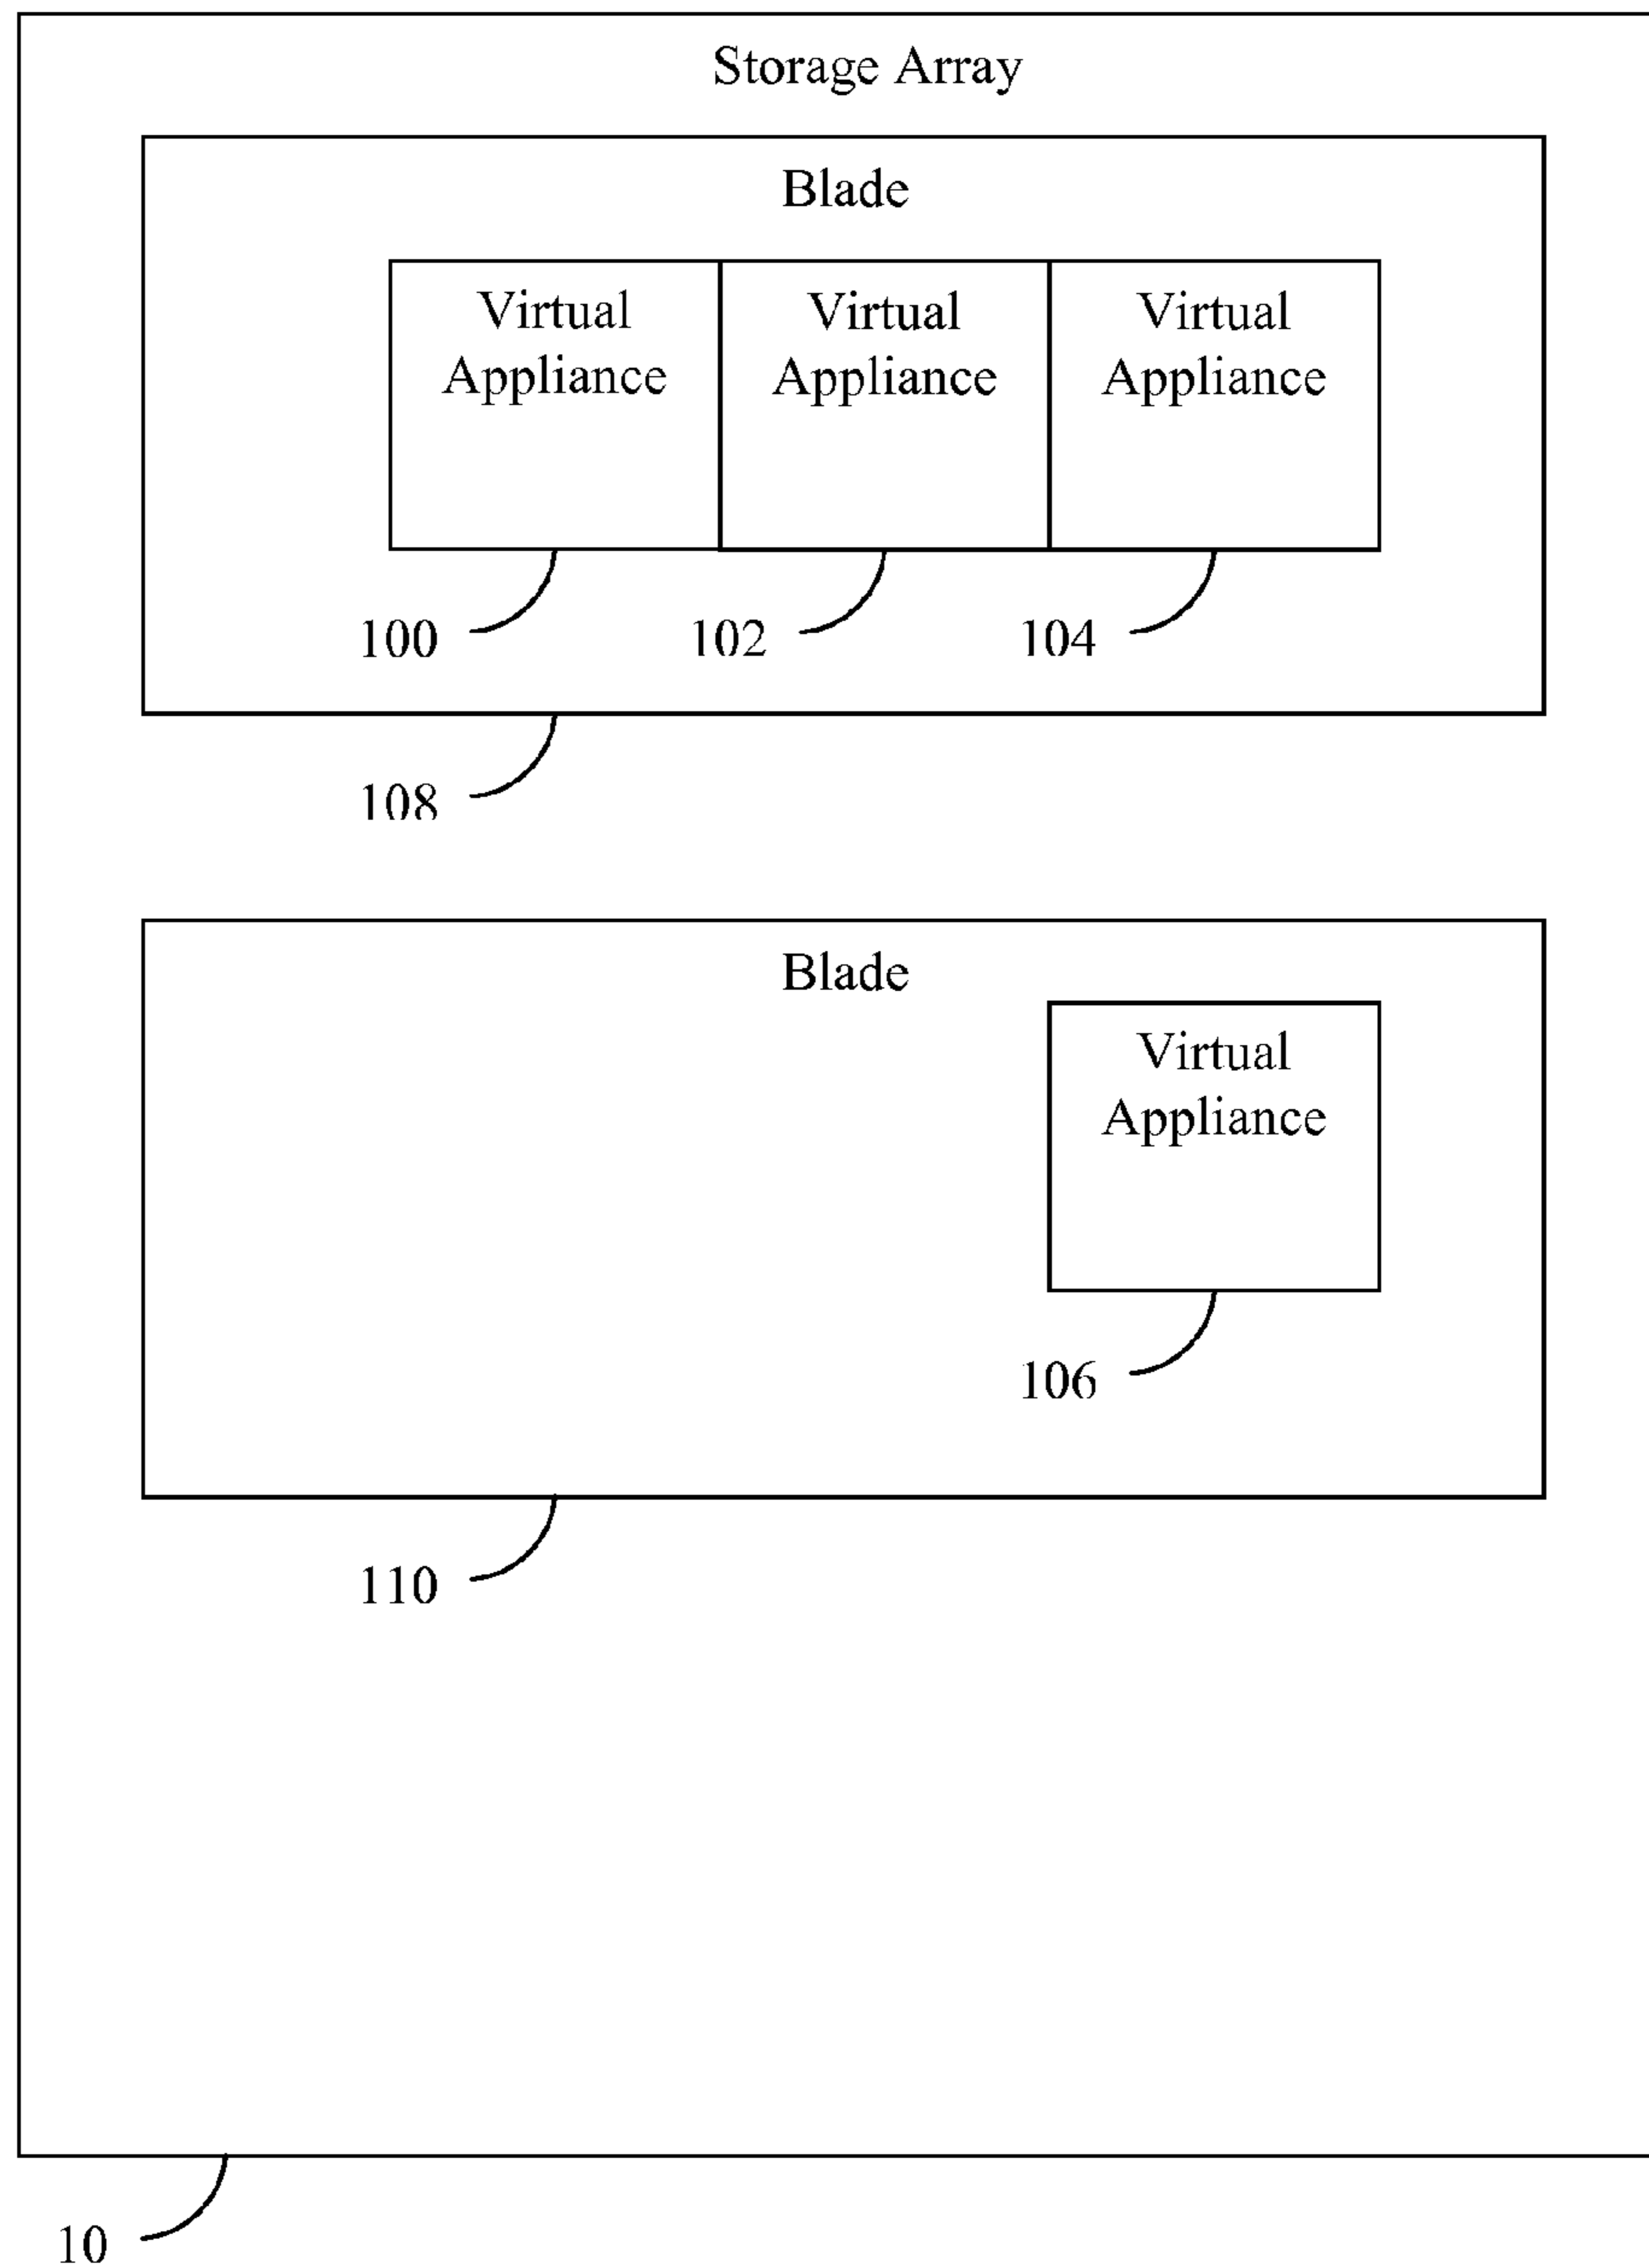 Storage Array
Blade
Virtual Virtual Virtual
Appliance Appliance Appliance
100 102 104
108
Blade
Virtual
Appliance
106
110
10